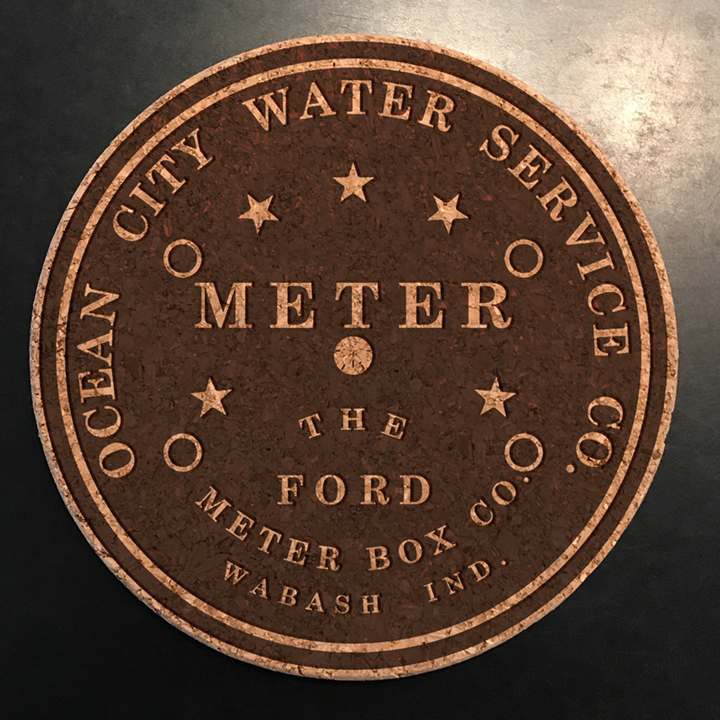 OCEAN CITY WATER SERVICE CO.
METER
THE
FORD
METER BOX CO.
WABASH IND.